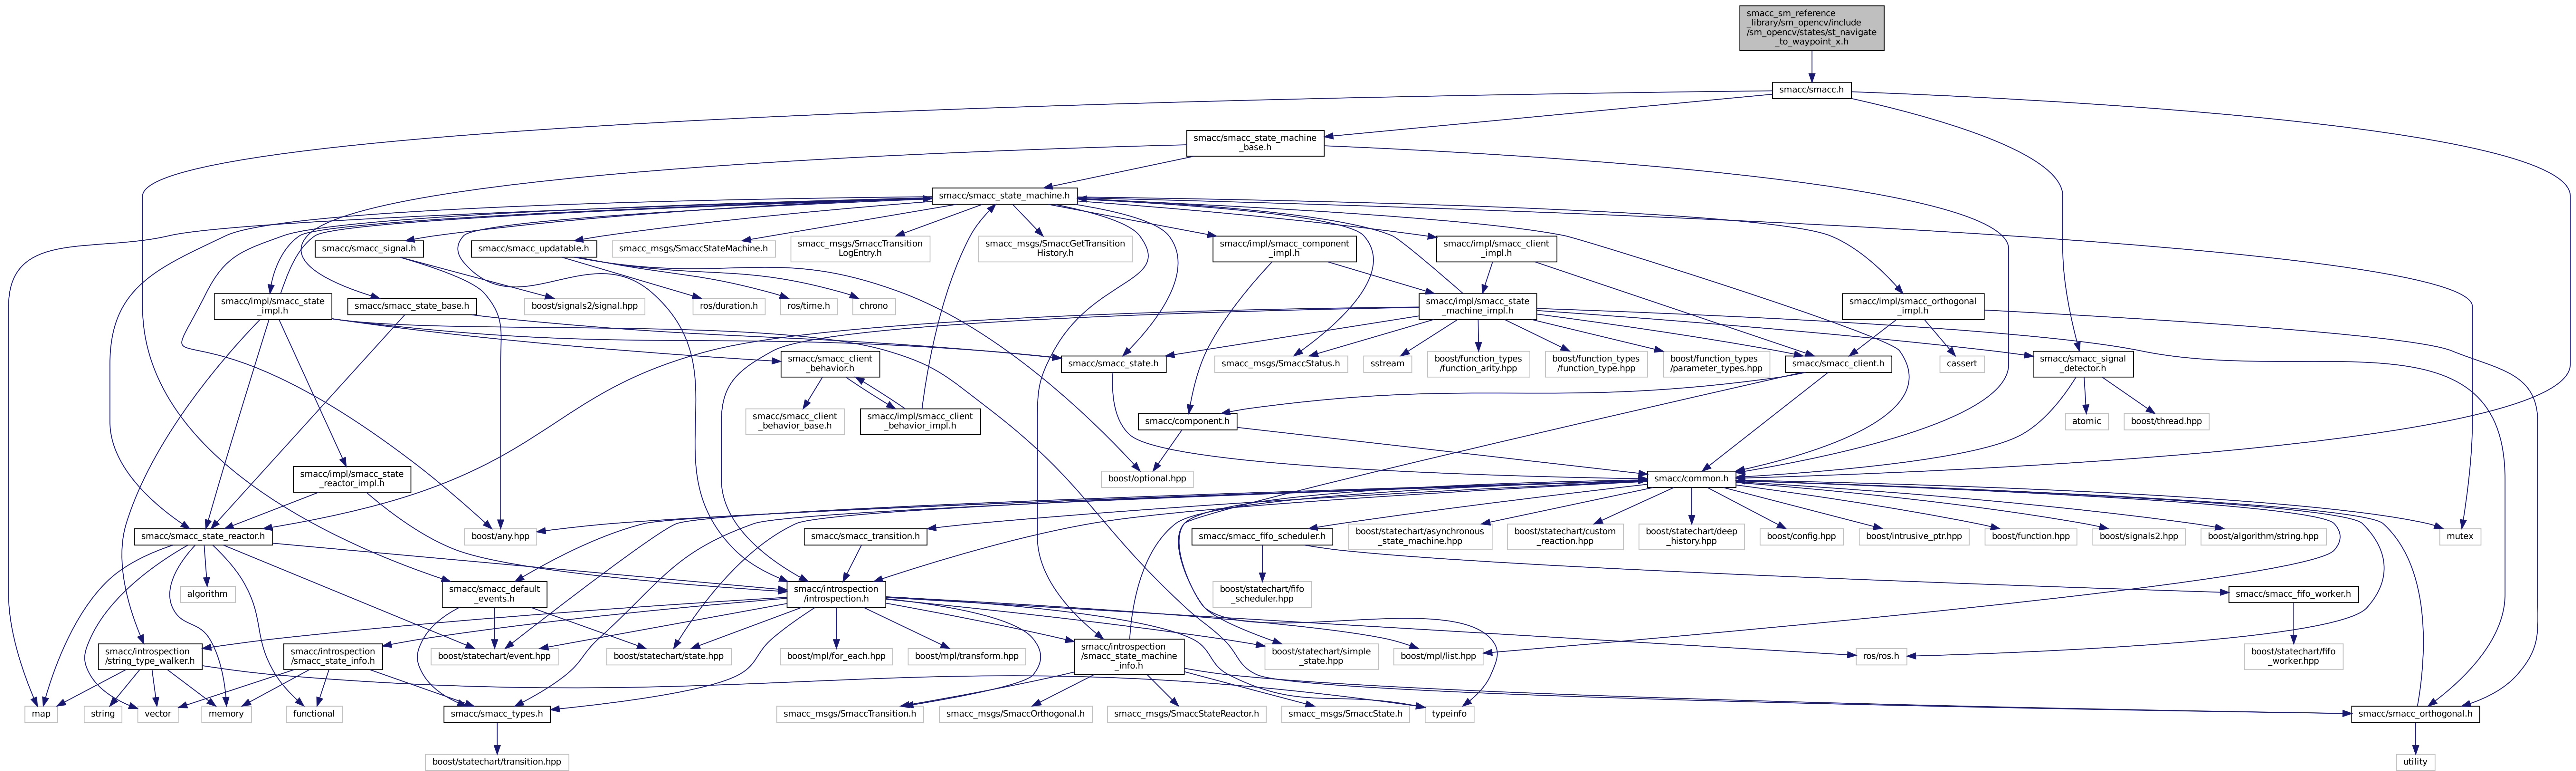 smacc_sm_reference
_library/sm_opencv/include
/sm_opencv/states/st_navigate
_to_waypoint_x.h
smacc/smacc.h
smacc/smacc_state_machine
_base.h
smacc/smacc_state_machine.h
smacc/smacc_signal.h
smacc/smacc_updatable.h
smacc_msgs/SmaccStateMachine.h
smacc_msgs/SmaccTransition
LogEntry.h
smacc_msgs/SmaccGetTransition
History.h
smacc/impl/smacc_component
_impl.h
smacc/impl/smacc_client
_impl.h
smacc/impl/smacc_state
_impl.h
smacc/smacc_state_base.h
boost/signals2/signal.hpp
ros/duration.h
ros/time.h
chrono
smacc/impl/smacc_state
_machine_impl.h
smacc/impl/smacc_orthogonal
_impl.h
smacc/smacc_client
_behavior.h
smacc/smacc_state.h
smacc_msgs/SmaccStatus.h
sstream
boost/function_types
/function_arity.hpp
boost/function_types
/function_type.hpp
boost/function_types
/parameter_types.hpp
smacc/smacc_client.h
cassert
smacc/smacc_signal
_detector.h
smacc/smacc_client
_behavior_base.h
smacc/impl/smacc_client
_behavior_impl.h
smacc/component.h
atomic
boost/thread.hpp
smacc/impl/smacc_state
_reactor_impl.h
boost/optional.hpp
smacc/common.h
smacc/smacc_state_reactor.h
boost/any.hpp
smacc/smacc_transition.h
smacc/smacc_fifo_scheduler.h
boost/statechart/asynchronous
_state_machine.hpp
boost/statechart/custom
_reaction.hpp
boost/statechart/deep
_history.hpp
boost/config.hpp
boost/intrusive_ptr.hpp
boost/function.hpp
boost/signals2.hpp
boost/algorithm/string.hpp
mutex
algorithm
smacc/smacc_default
_events.h
smacc/introspection
/introspection.h
boost/statechart/fifo
_scheduler.hpp
smacc/smacc_fifo_worker.h
smacc/introspection
/string_type_walker.h
smacc/introspection
/smacc_state_info.h
boost/statechart/event.hpp
boost/statechart/state.hpp
boost/mpl/for_each.hpp
boost/mpl/transform.hpp
smacc/introspection
/smacc_state_machine
_info.h
boost/statechart/simple
_state.hpp
boost/mpl/list.hpp
ros/ros.h
boost/statechart/fifo
_worker.hpp
map
string
vector
memory
functional
smacc/smacc_types.h
smacc_msgs/SmaccTransition.h
smacc_msgs/SmaccOrthogonal.h
smacc_msgs/SmaccStateReactor.h
smacc_msgs/SmaccState.h
typeinfo
smacc/smacc_orthogonal.h
boost/statechart/transition.hpp
utility